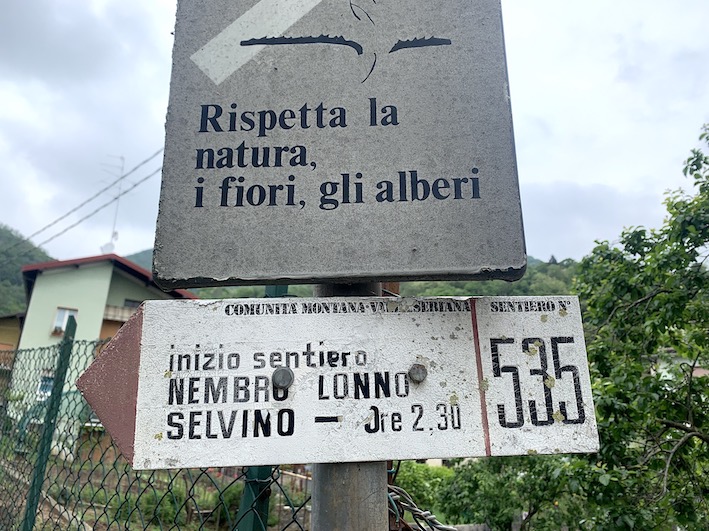 Rispetta la
natura,
i fiori, gli alberi
COMUNITÀ MONTANA VALLE SERIANA SENTIERO N°
inizio sentiero
NEMBRO LONNO
SELVINO - Ore 2,30
535